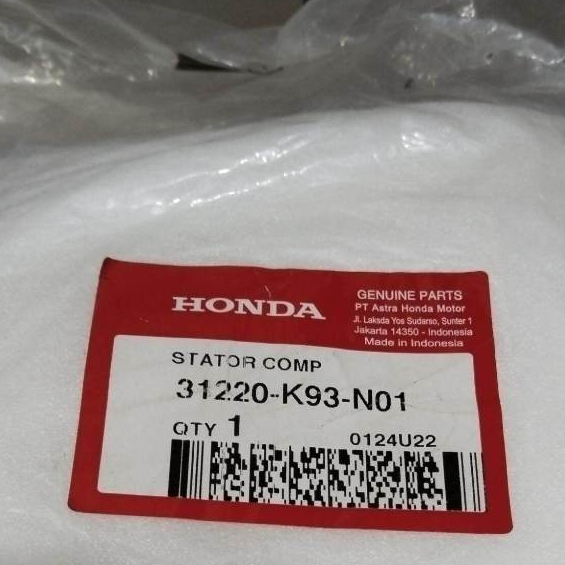 HONDA
GENUINE PARTS
PT Astra Honda Motor
Jl. Laksda Yos Sudarso, Sunter 1
Jakarta 14350 - Indonesia
Made in Indonesia
STATOR COMP
31220-K93-N01
QTY 1
0124U22